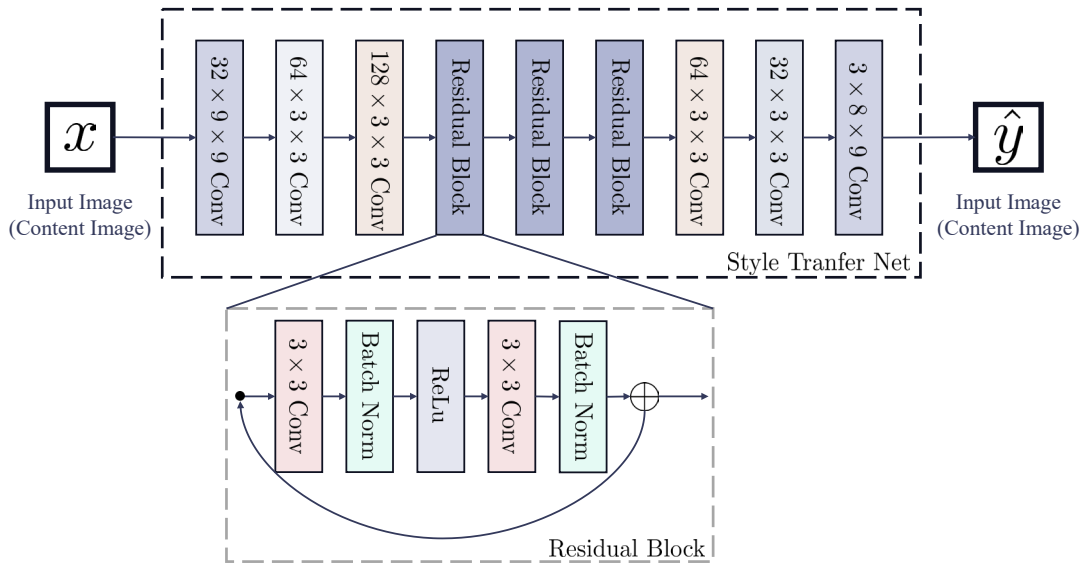 x
Input Image
(Content Image)
32 × 9 × 9 Conv
64 × 3 × 3 Conv
128 × 3 × 3 Conv
Residual Block
Residual Block
Residual Block
64 × 3 × 3 Conv
32 × 3 × 3 Conv
3 × 8 × 9 Conv
ŷ
Input Image
(Content Image)
Style Tranfer Net
3 × 3 Conv
Batch Norm
ReLu
3 × 3 Conv
Batch Norm
Residual Block